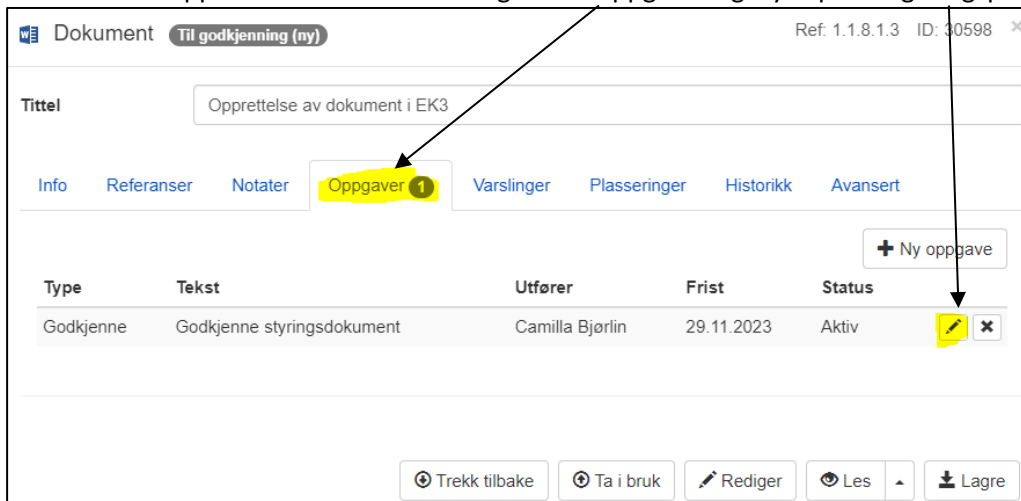 Dokument Til godkjenning (ny) Ref: 1.1.8.1.3 ID: 30598 ×
Tittel Opprettelse av dokument i EK3
Info Referanser Notater Oppgaver 1 Varslinger Plasseringer Historikk Avansert
Ny oppgave
Type Tekst Utfører Frist Status
Godkjenne Godkjenne styringsdokument Camilla Bjørlin 29.11.2023 Aktiv
Trekk tilbake Ta i bruk Rediger Les Lagre